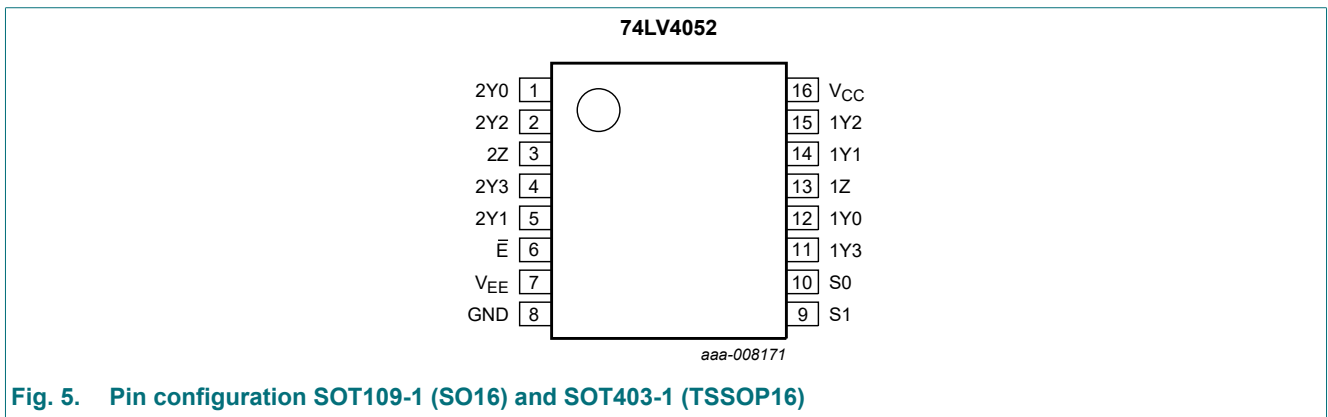 74LV4052
2Y0 1 16 VCC
2Y2 2 15 1Y2
2Z 3 14 1Y1
2Y3 4 13 1Z
2Y1 5 12 1Y0
E̅ 6 11 1Y3
VEE 7 10 S0
GND 8 9 S1
aaa-008171
Fig. 5. Pin configuration SOT109-1 (SO16) and SOT403-1 (TSSOP16)